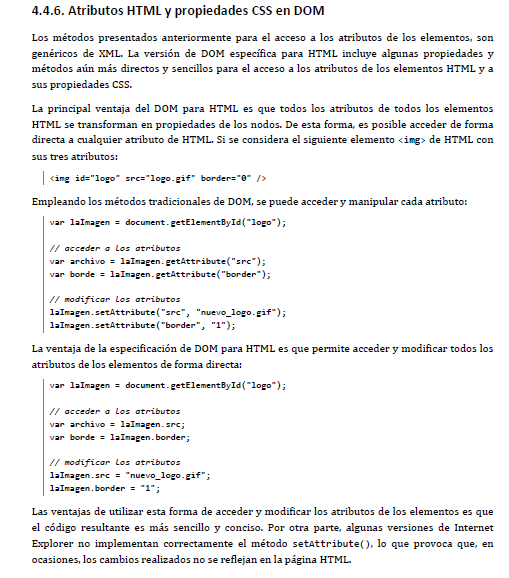 4.4.6. Atributos HTML y propiedades CSS en DOM
Los métodos presentados anteriormente para el acceso a los atributos de los elementos, son
genéricos de XML. La versión de DOM específica para HTML incluye algunas propiedades y
métodos aún más directos y sencillos para el acceso a los atributos de los elementos HTML y a
sus propiedades CSS.
La principal ventaja del DOM para HTML es que todos los atributos de todos los elementos
HTML se transforman en propiedades de los nodos. De esta forma, es posible acceder de forma
directa a cualquier atributo de HTML. Si se considera el siguiente elemento <img> de HTML con
sus tres atributos:
<img id="logo" src="logo.gif" border="0" />
Empleando los métodos tradicionales de DOM, se puede acceder y manipular cada atributo:
var laImagen = document.getElementById("logo");
// acceder a los atributos
var archivo = laImagen.getAttribute("src");
var borde = laImagen.getAttribute("border");
// modificar los atributos
laImagen.setAttribute("src", "nuevo_logo.gif");
laImagen.setAttribute("border", "1");
La ventaja de la especificación de DOM para HTML es que permite acceder y modificar todos los
atributos de los elementos de forma directa:
var laImagen = document.getElementById("logo");
// acceder a los atributos
var archivo = laImagen.src;
var borde = laImagen.border;
// modificar los atributos
laImagen.src = "nuevo_logo.gif";
laImagen.border = "1";
Las ventajas de utilizar esta forma de acceder y modificar los atributos de los elementos es que
el código resultante es más sencillo y conciso. Por otra parte, algunas versiones de Internet
Explorer no implementan correctamente el método setAttribute(), lo que provoca que, en
ocasiones, los cambios realizados no se reflejan en la página HTML.